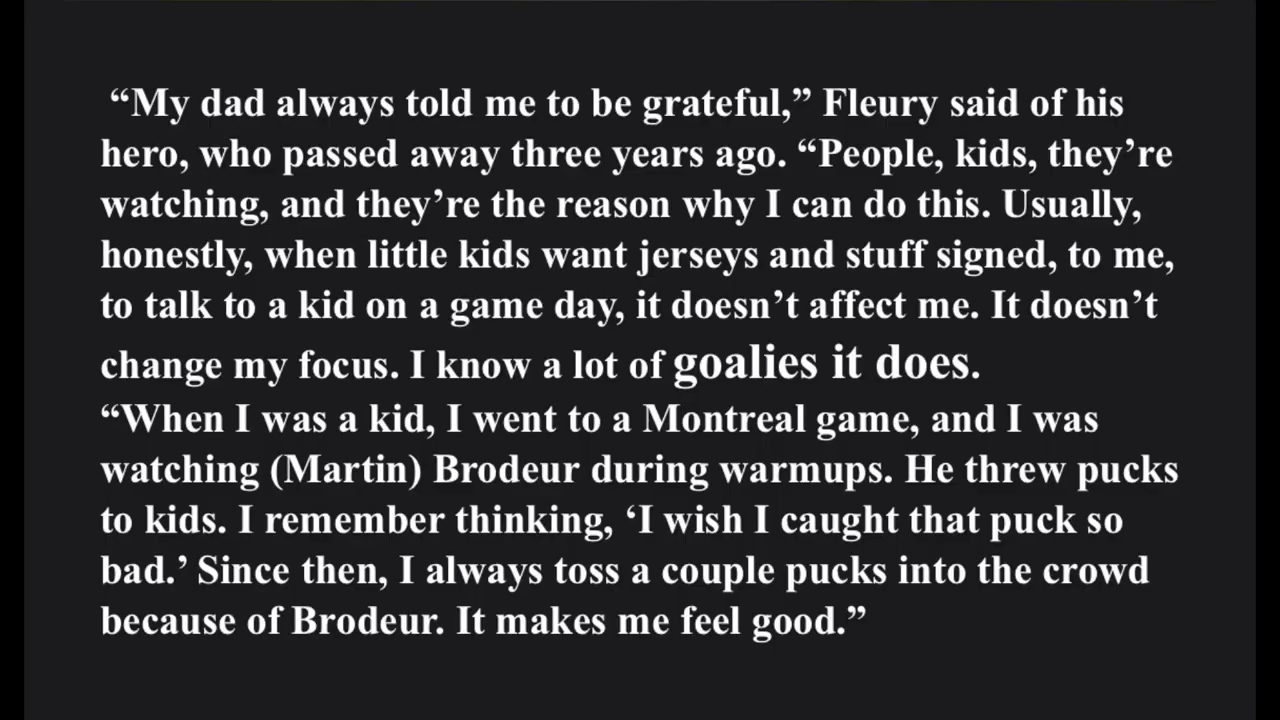 “My dad always told me to be grateful,” Fleury said of his
hero, who passed away three years ago. “People, kids, they’re
watching, and they’re the reason why I can do this. Usually,
honestly, when little kids want jerseys and stuff signed, to me,
to talk to a kid on a game day, it doesn’t affect me. It doesn’t
change my focus. I know a lot of goalies it does.
“When I was a kid, I went to a Montreal game, and I was
watching (Martin) Brodeur during warmups. He threw pucks
to kids. I remember thinking, ‘I wish I caught that puck so
bad.’ Since then, I always toss a couple pucks into the crowd
because of Brodeur. It makes me feel good.”